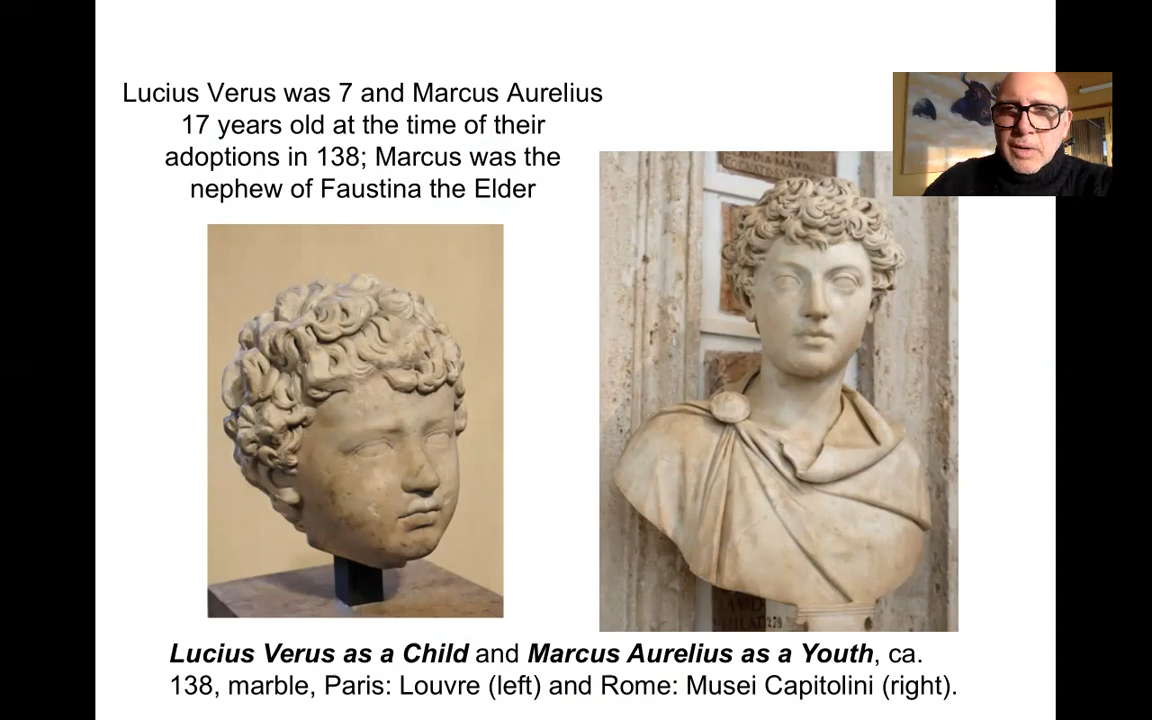 Lucius Verus was 7 and Marcus Aurelius
17 years old at the time of their
adoptions in 138; Marcus was the
nephew of Faustina the Elder
Lucius Verus as a Child and Marcus Aurelius as a Youth, ca.
138, marble, Paris: Louvre (left) and Rome: Musei Capitolini (right).